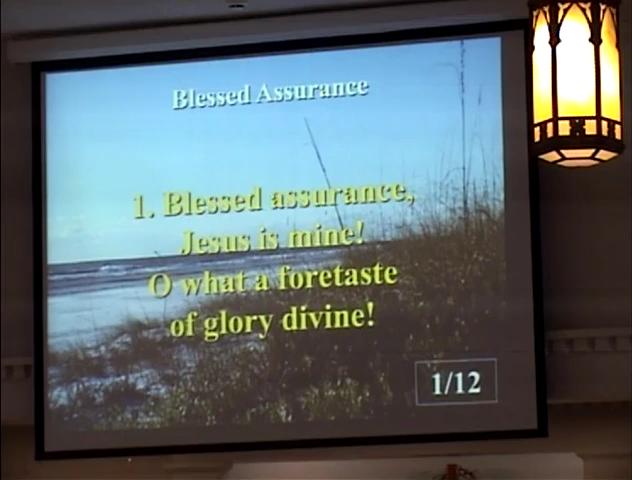 Blessed Assurance
1. Blessed assurance,
Jesus is mine!
O what a foretaste
of glory divine!
1/12